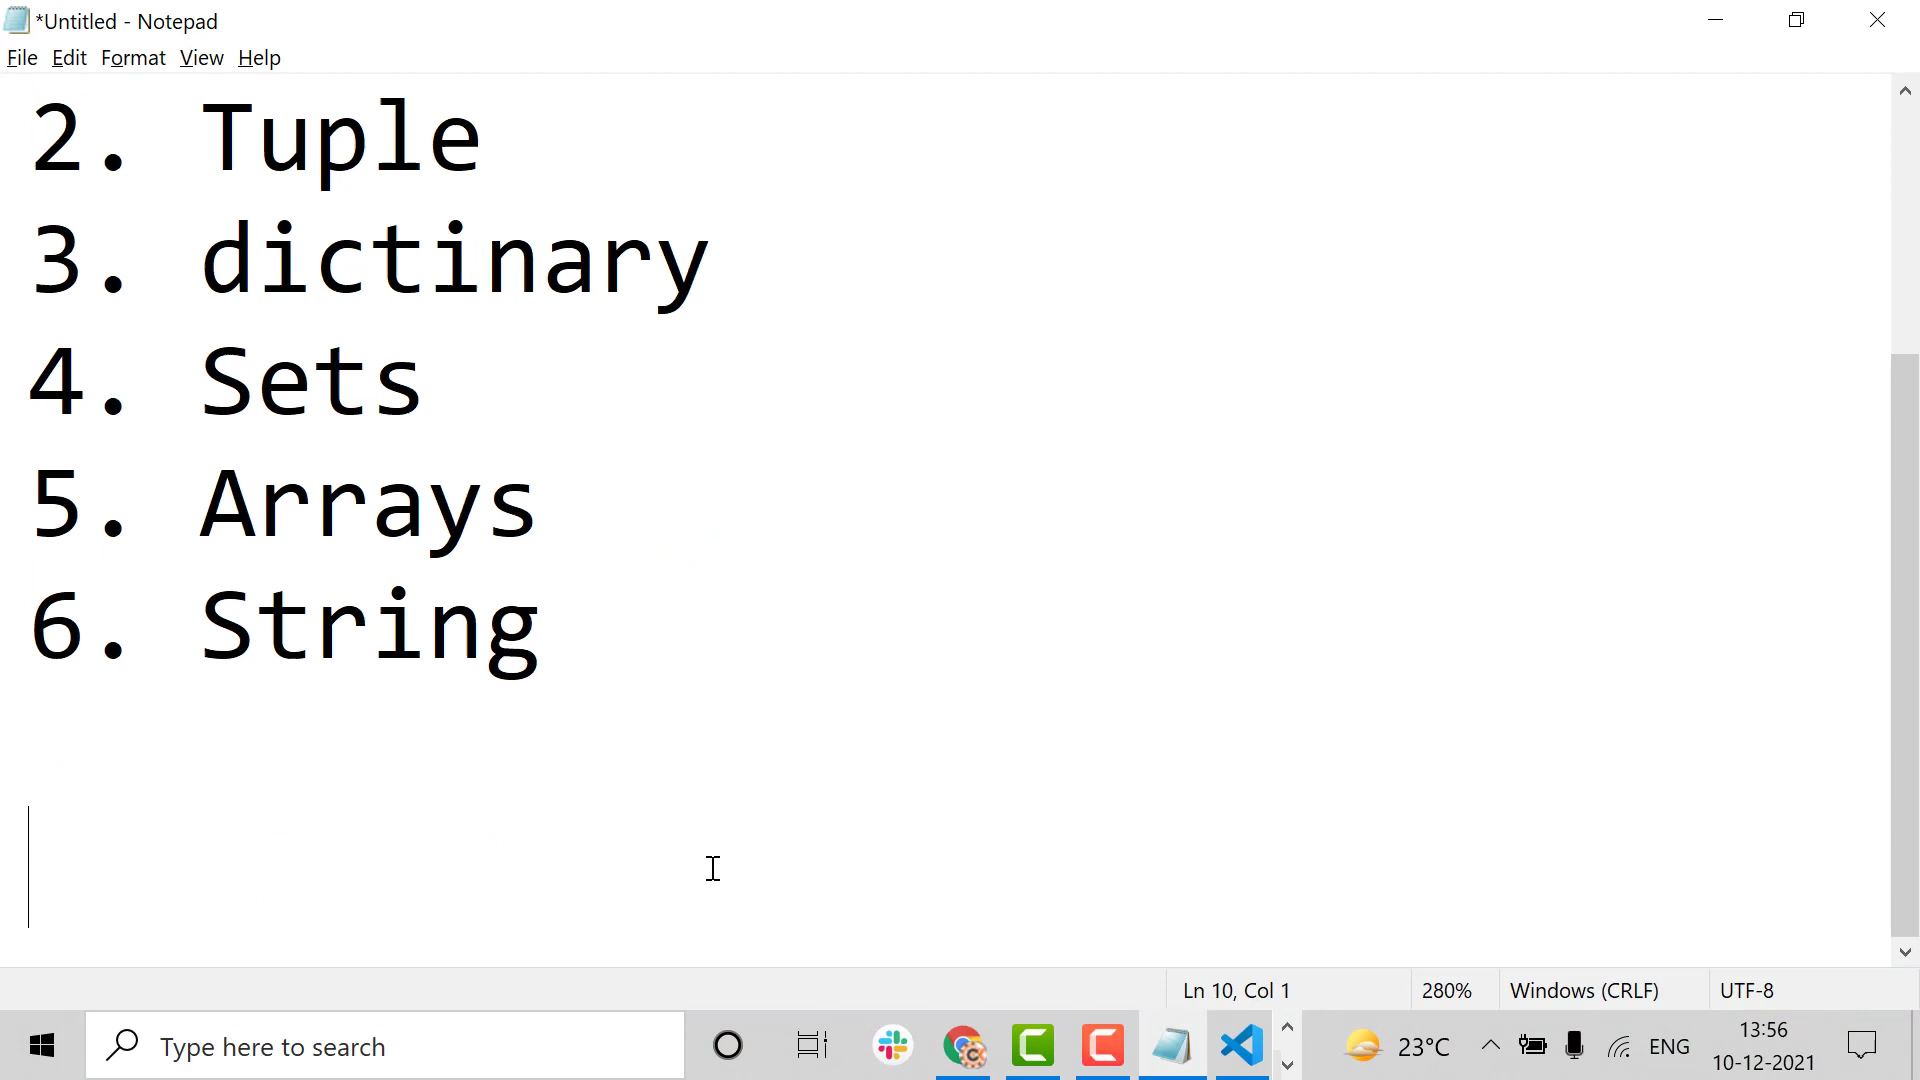 *Untitled - Notepad
File Edit Format View Help
2. Tuple
3. dictinary
4. Sets
5. Arrays
6. String
Ln 10, Col 1 280% Windows (CRLF) UTF-8
Type here to search 23°C ENG 13:56
10-12-2021